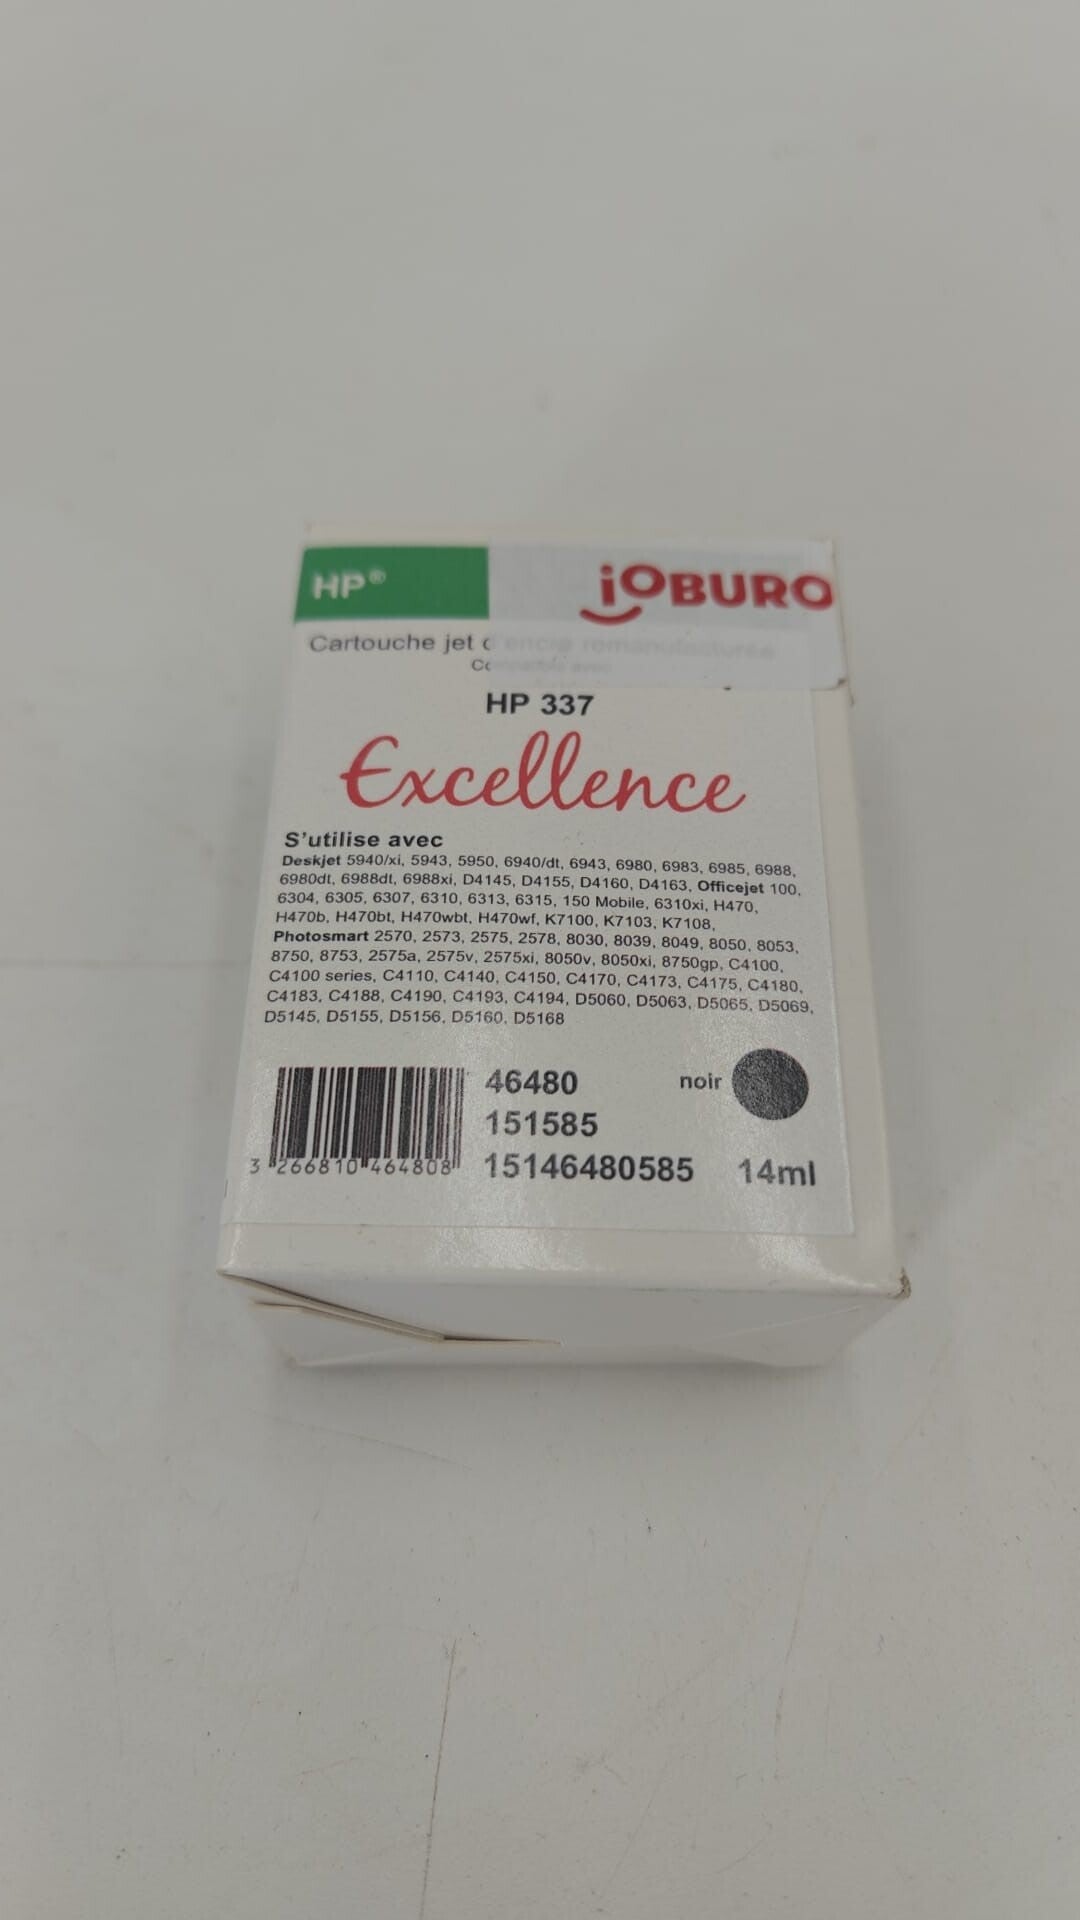 HP®
iOBURO
Cartouche jet d'encre remanufacturée
Compatible avec
HP 337
Excellence
S'utilise avec
Deskjet 5940/xi, 5943, 5950, 6940/dt, 6943, 6980, 6983, 6985, 6988,
6980dt, 6988dt, 6988xi, D4145, D4155, D4160, D4163, Officejet 100,
6304, 6305, 6307, 6310, 6313, 6315, 150 Mobile, 6310xi, H470,
H470b, H470bt, H470wbt, H470wf, K7100, K7103, K7108,
Photosmart 2570, 2573, 2575, 2578, 8030, 8039, 8049, 8050, 8053,
8750, 8753, 2575a, 2575v, 2575xi, 8050v, 8050xi, 8750gp, C4100,
C4100 series, C4110, C4140, C4150, C4170, C4173, C4175, C4180,
C4183, C4188, C4190, C4193, C4194, D5060, D5063, D5065, D5069,
D5145, D5155, D5156, D5160, D5168
46480
noir
151585
3 266810 464808
15146480585
14ml